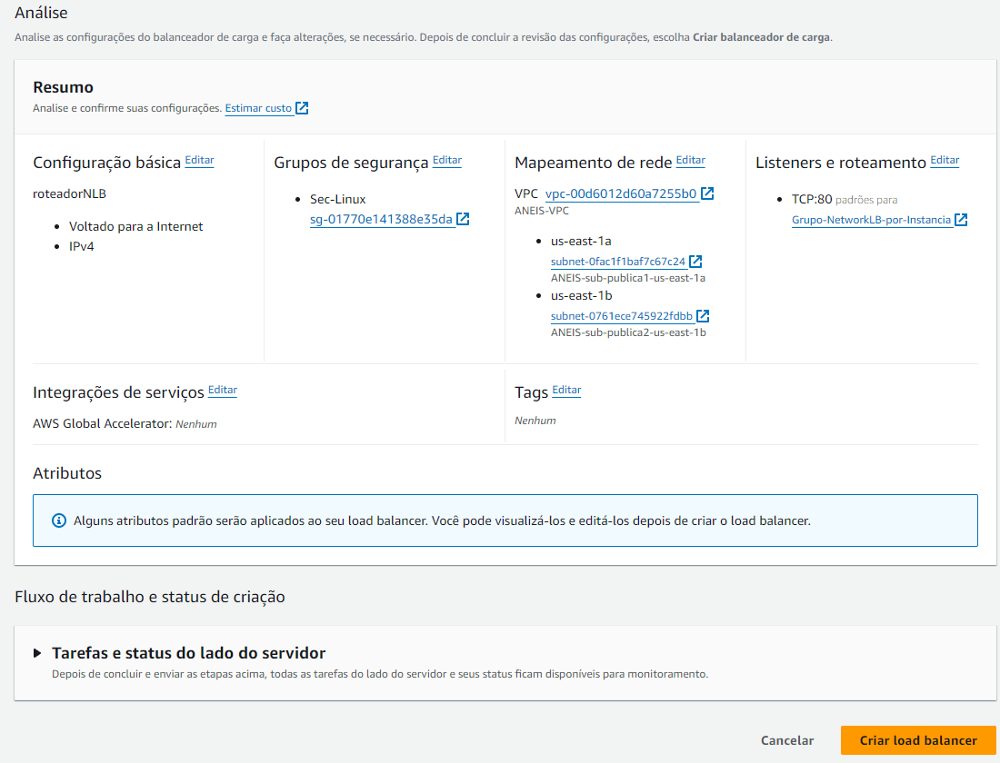 Análise
Analise as configurações do balanceador de carga e faça alterações, se necessário. Depois de concluir a revisão das configurações, escolha Criar balanceador de carga.
Resumo
Analise e confirme suas configurações. Estimar custo
Configuração básica Editar
roteadorNLB
Voltado para a Internet
IPv4
Grupos de segurança Editar
Sec-Linux
sg-01770e141388e35da
Mapeamento de rede Editar
VPC vpc-00d6012d60a7255b0
ANEIS-VPC
us-east-1a
subnet-0fac1f1baf7c67c24
ANEIS-sub-publica1-us-east-1a
us-east-1b
subnet-0761ece745922fdbb
ANEIS-sub-publica2-us-east-1b
Listeners e roteamento Editar
TCP:80 padrões para
Grupo-NetworkLB-por-Instancia
Integrações de serviços Editar
AWS Global Accelerator: Nenhum
Tags Editar
Nenhum
Atributos
Alguns atributos padrão serão aplicados ao seu load balancer. Você pode visualizá-los e editá-los depois de criar o load balancer.
Fluxo de trabalho e status de criação
Tarefas e status do lado do servidor
Depois de concluir e enviar as etapas acima, todas as tarefas do lado do servidor e seus status ficam disponíveis para monitoramento.
Cancelar
Criar load balancer